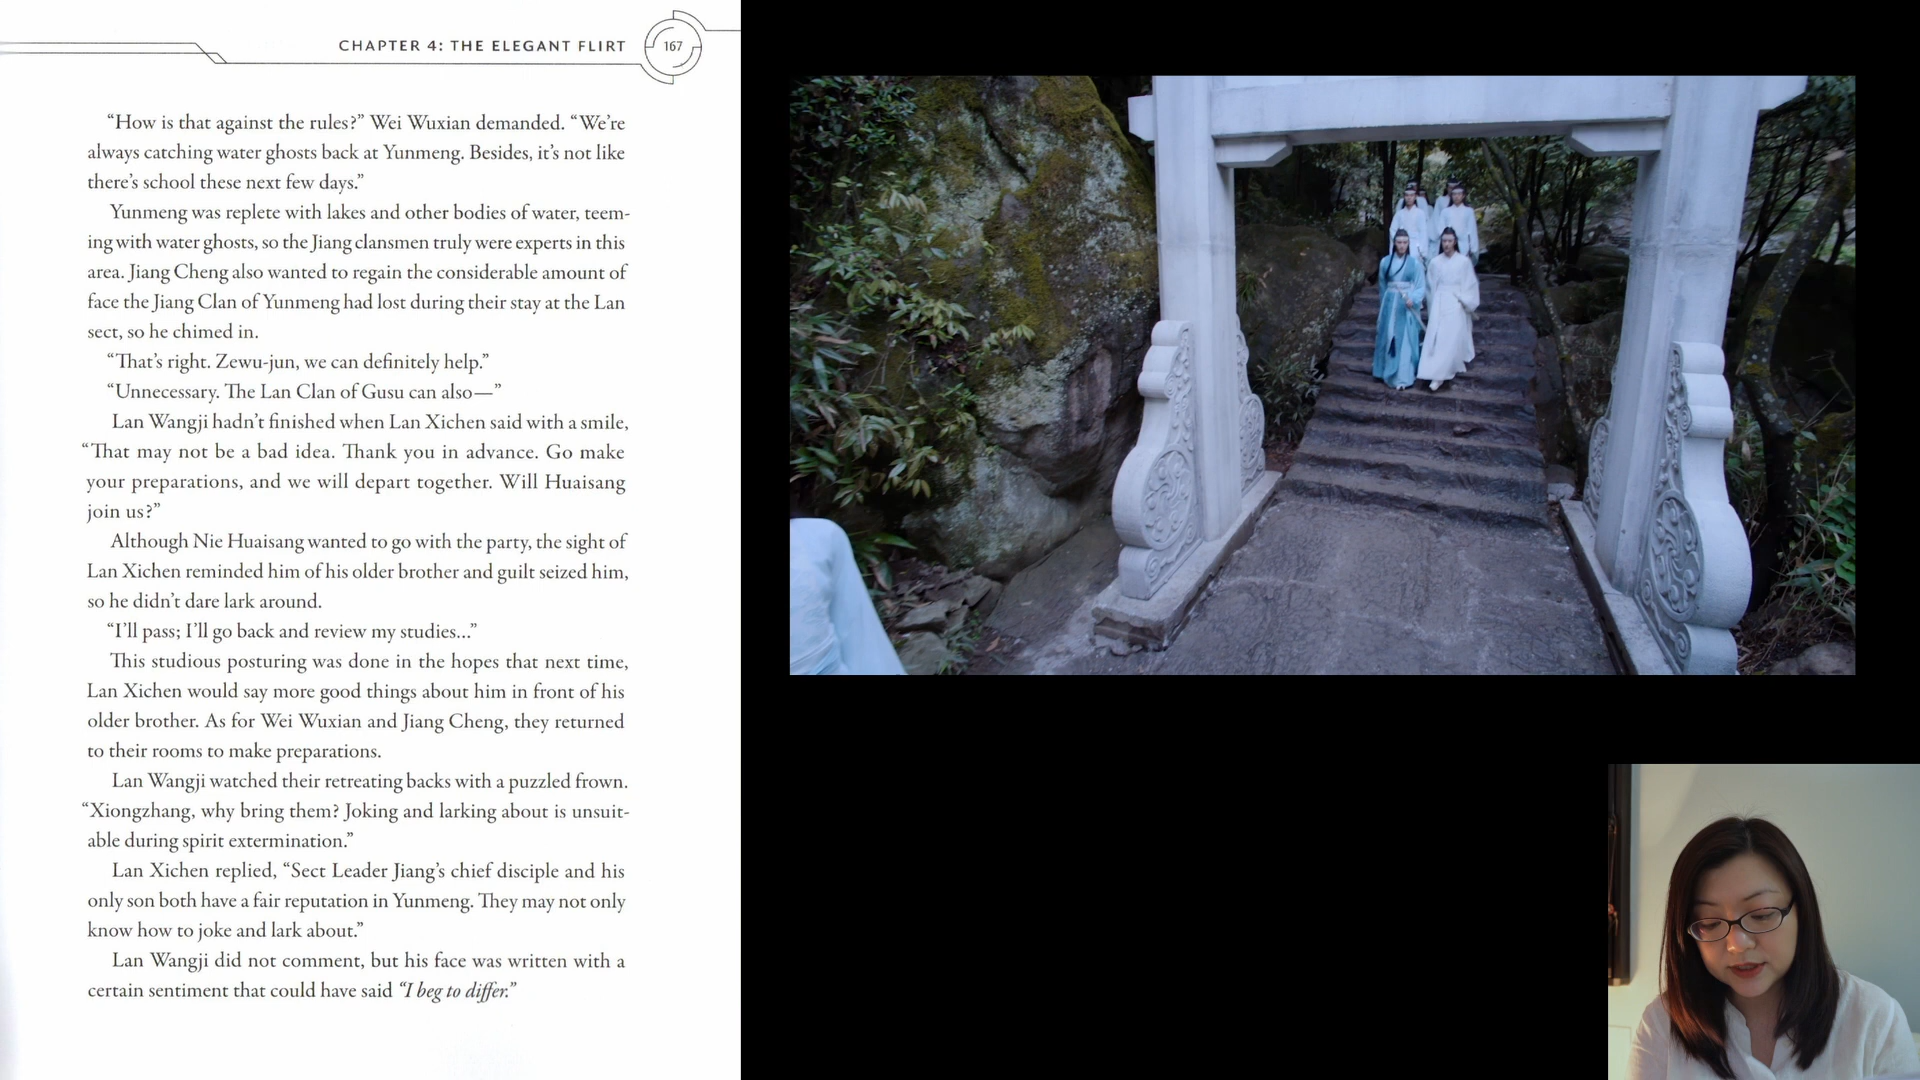 CHAPTER 4: THE ELEGANT FLIRT 167
“How is that against the rules?” Wei Wuxian demanded. “We’re
always catching water ghosts back at Yunmeng. Besides, it’s not like
there’s school these next few days.”
Yunmeng was replete with lakes and other bodies of water, teem-
ing with water ghosts, so the Jiang clansmen truly were experts in this
area. Jiang Cheng also wanted to regain the considerable amount of
face the Jiang Clan of Yunmeng had lost during their stay at the Lan
sect, so he chimed in.
“That’s right. Zewu-jun, we can definitely help.”
“Unnecessary. The Lan Clan of Gusu can also—”
Lan Wangji hadn’t finished when Lan Xichen said with a smile,
“That may not be a bad idea. Thank you in advance. Go make
your preparations, and we will depart together. Will Huaisang
join us?”
Although Nie Huaisang wanted to go with the party, the sight of
Lan Xichen reminded him of his older brother and guilt seized him,
so he didn’t dare lark around.
“I’ll pass; I’ll go back and review my studies...”
This studious posturing was done in the hopes that next time,
Lan Xichen would say more good things about him in front of his
older brother. As for Wei Wuxian and Jiang Cheng, they returned
to their rooms to make preparations.
Lan Wangji watched their retreating backs with a puzzled frown.
“Xiongzhang, why bring them? Joking and larking about is unsuit-
able during spirit extermination.”
Lan Xichen replied, “Sect Leader Jiang’s chief disciple and his
only son both have a fair reputation in Yunmeng. They may not only
know how to joke and lark about.”
Lan Wangji did not comment, but his face was written with a
certain sentiment that could have said “I beg to differ.”